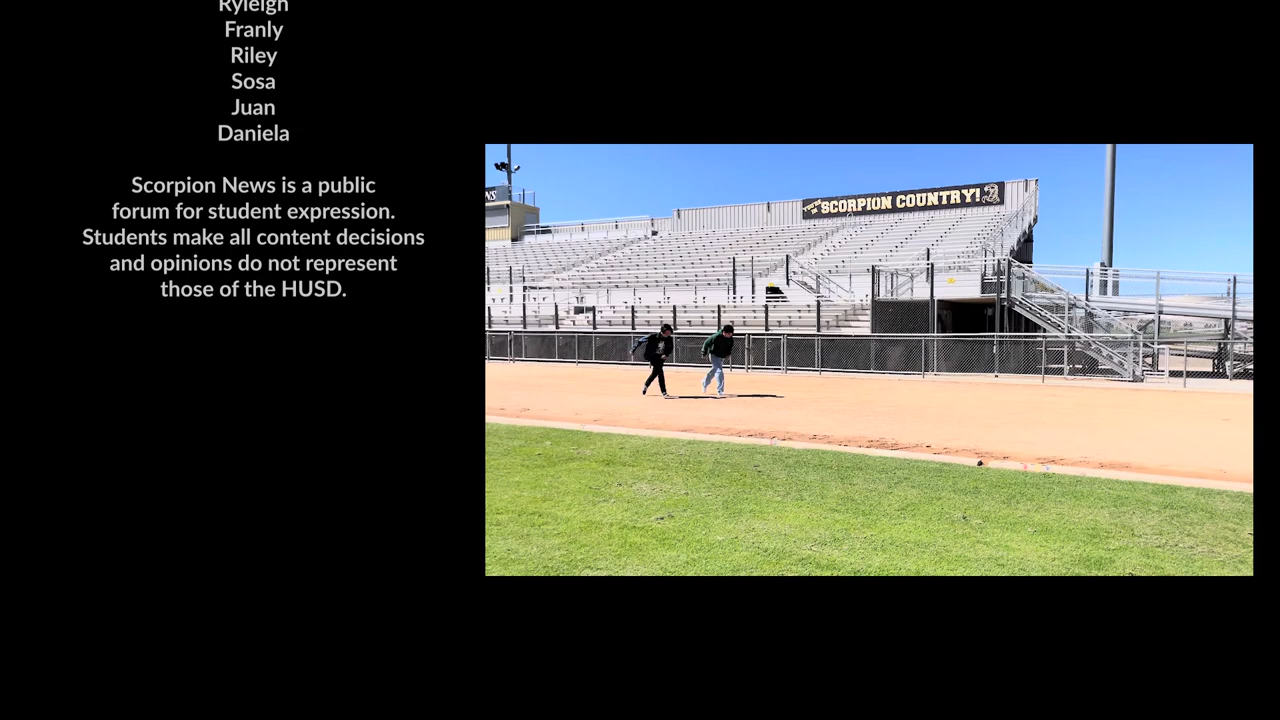 Ryleigh
Franly
Riley
Sosa
Juan
Daniela
Scorpion News is a public
forum for student expression.
Students make all content decisions
and opinions do not represent
those of the HUSD.
SCORPION COUNTRY!